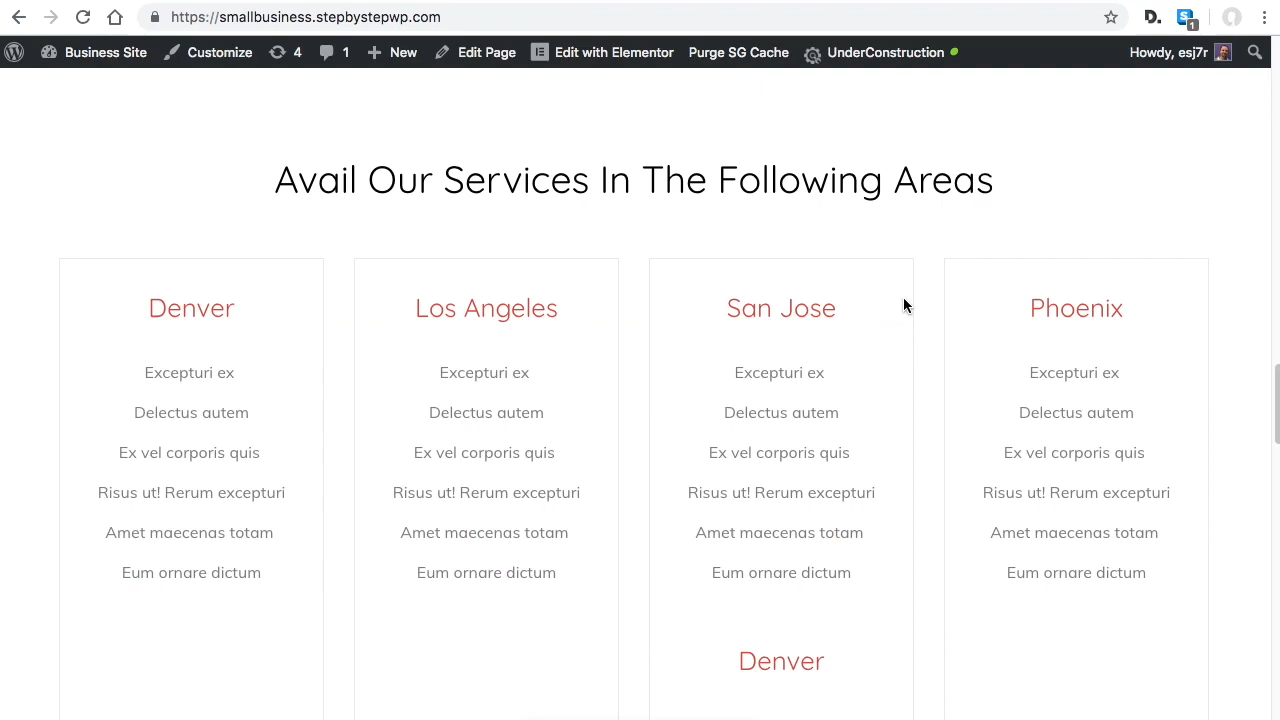 https://smallbusiness.stepbystepwp.com
D.
S
1
Business Site Customize 4 1 New Edit Page Edit with Elementor Purge SG Cache UnderConstruction Howdy, esj7r
Avail Our Services In The Following Areas
Denver
Excepturi ex
Delectus autem
Ex vel corporis quis
Risus ut! Rerum excepturi
Amet maecenas totam
Eum ornare dictum
Los Angeles
Excepturi ex
Delectus autem
Ex vel corporis quis
Risus ut! Rerum excepturi
Amet maecenas totam
Eum ornare dictum
San Jose
Excepturi ex
Delectus autem
Ex vel corporis quis
Risus ut! Rerum excepturi
Amet maecenas totam
Eum ornare dictum
Denver
Phoenix
Excepturi ex
Delectus autem
Ex vel corporis quis
Risus ut! Rerum excepturi
Amet maecenas totam
Eum ornare dictum